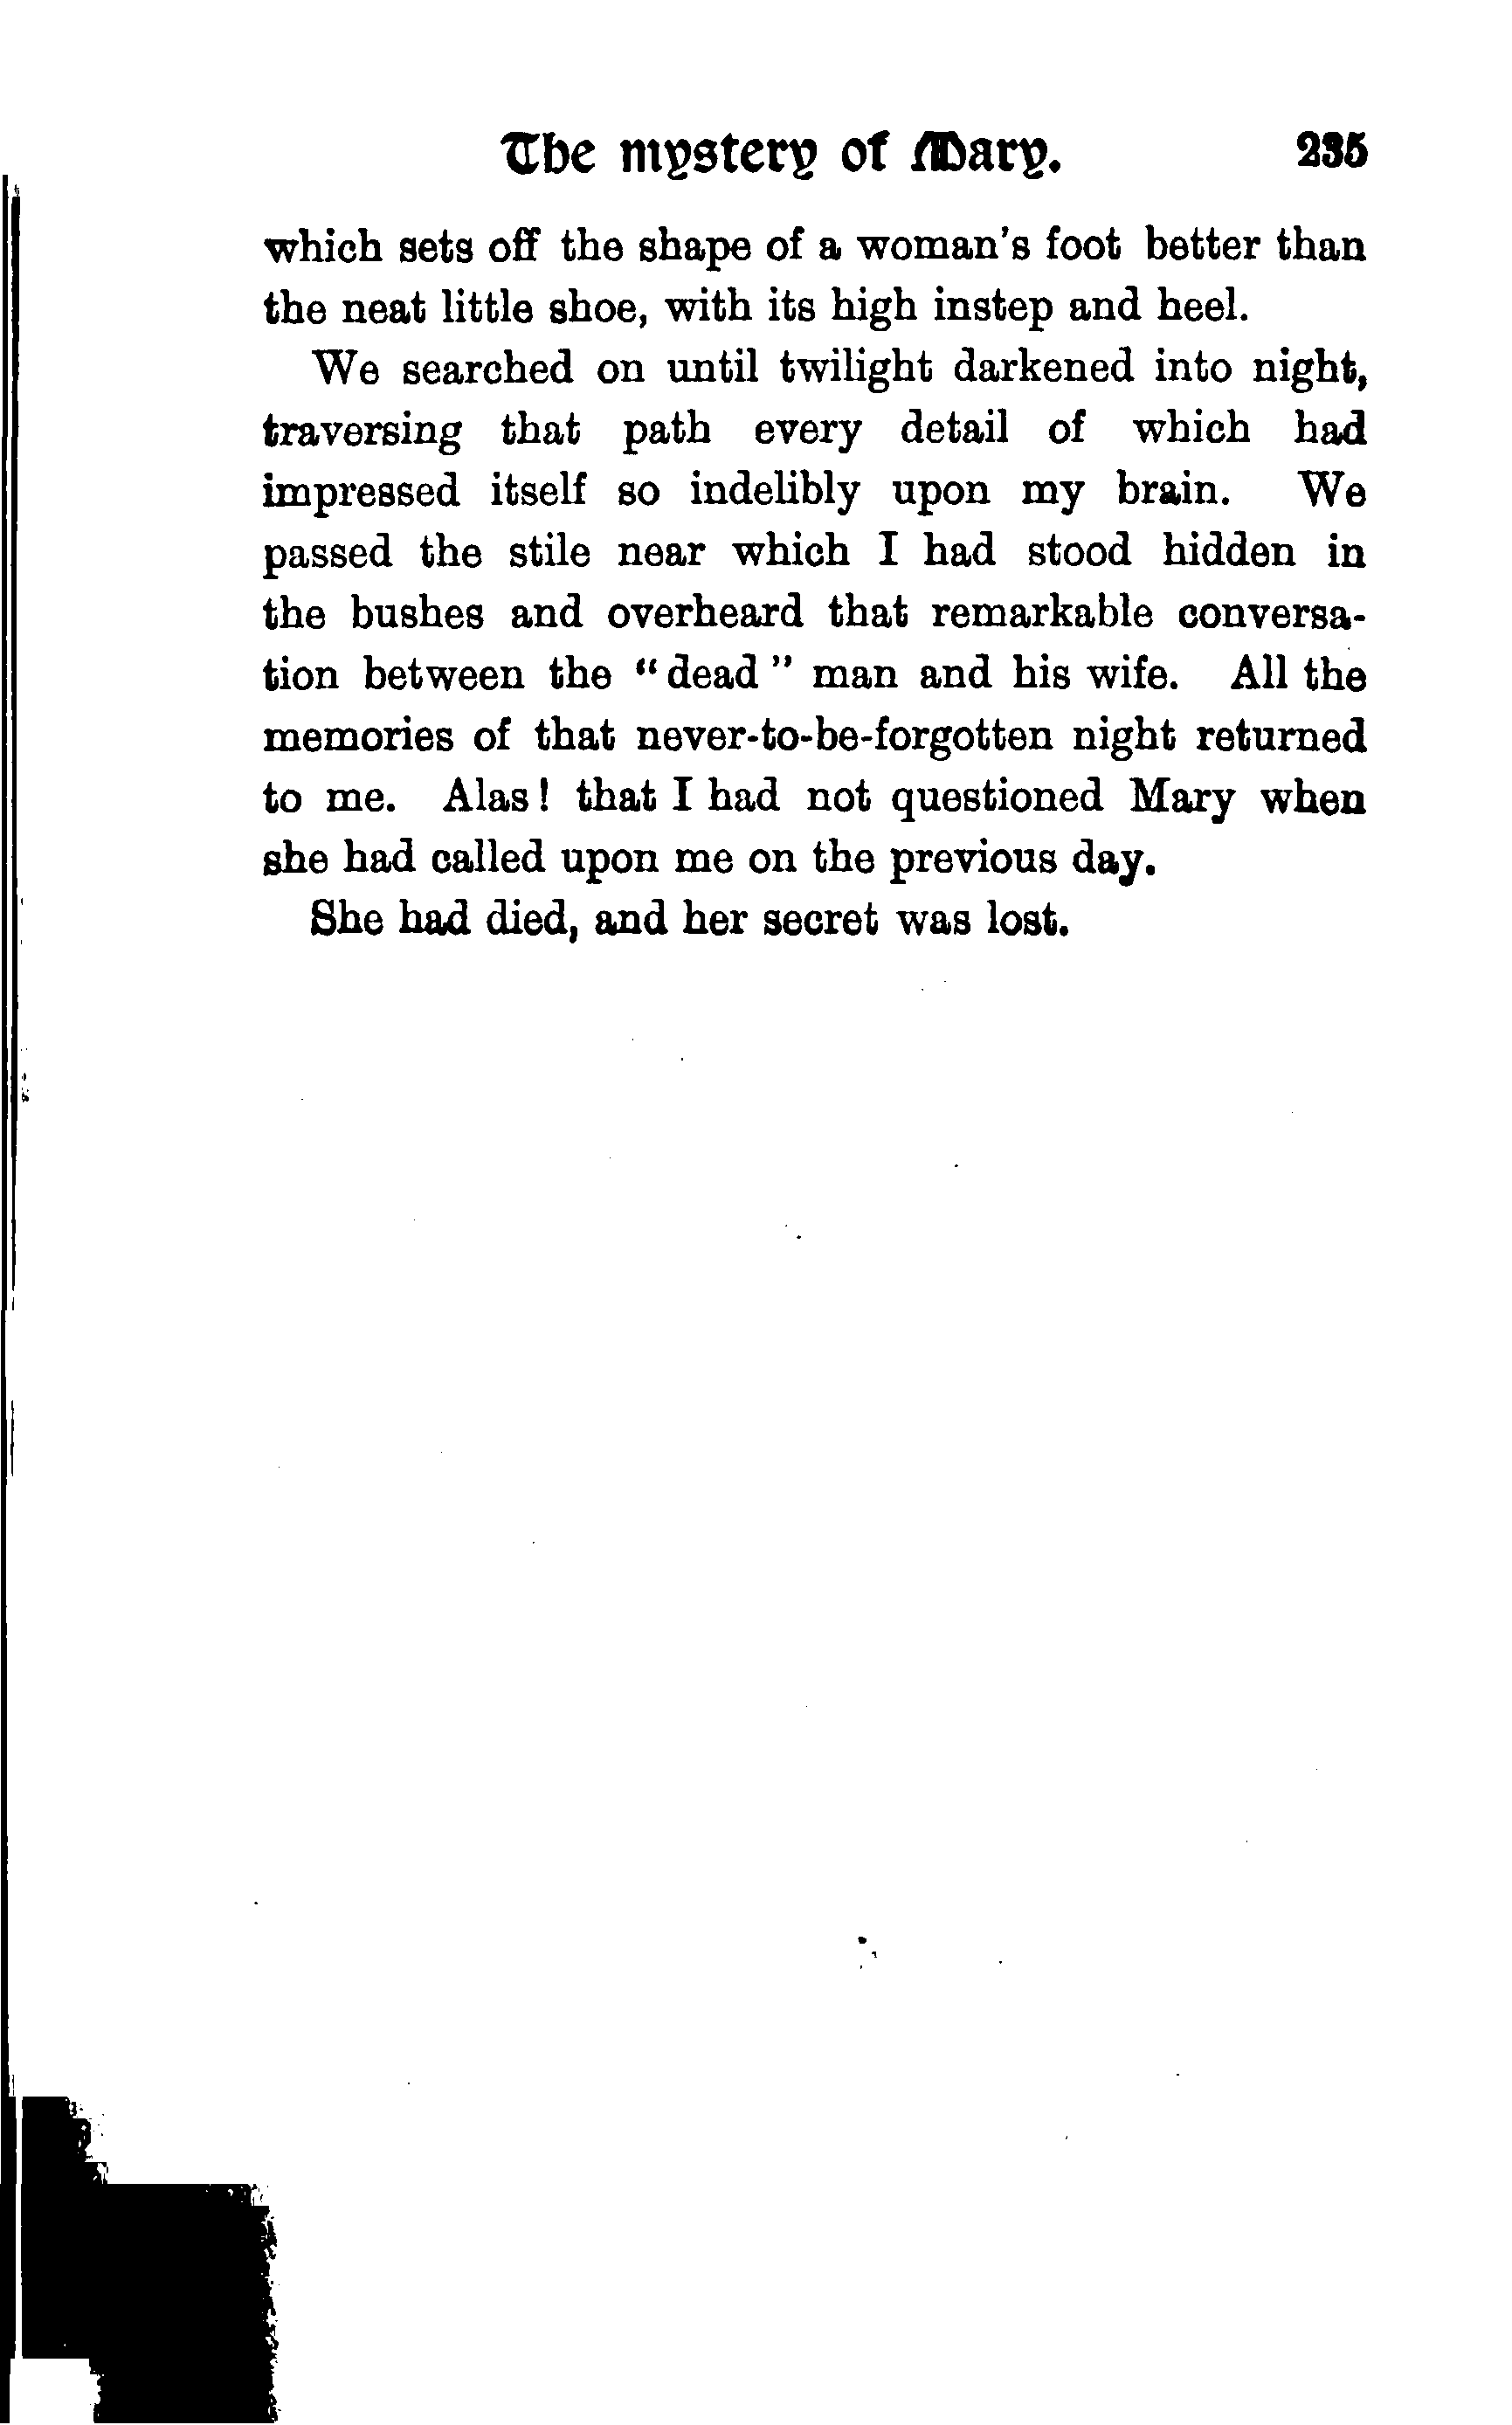 The mystery of Mary. 235
which sets off the shape of a woman's foot better than
the neat little shoe, with its high instep and heel.
We searched on until twilight darkened into night,
traversing that path every detail of which had
impressed itself so indelibly upon my brain. We
passed the stile near which I had stood hidden in
the bushes and overheard that remarkable conversa-
tion between the "dead" man and his wife. All the
memories of that never-to-be-forgotten night returned
to me. Alas! that I had not questioned Mary when
she had called upon me on the previous day.
She had died, and her secret was lost.